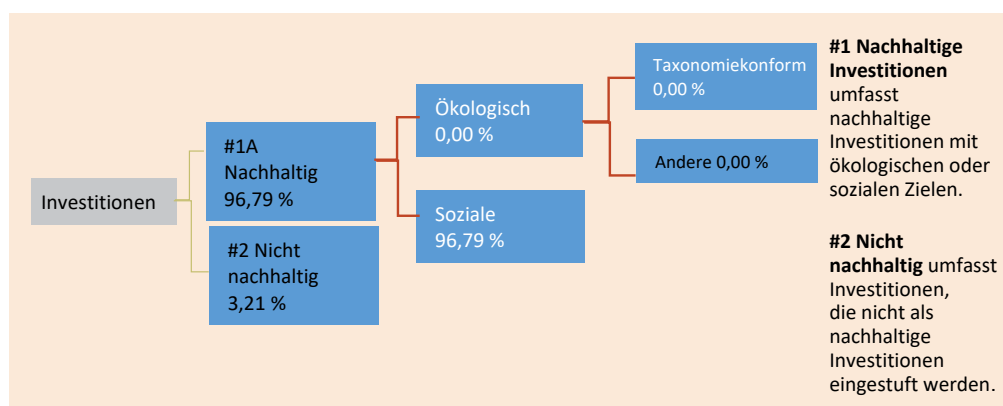 Investitionen
#1A
Nachhaltig
96,79 %
#2 Nicht
nachhaltig
3,21 %
Ökologisch
0,00 %
Soziale
96,79 %
Taxonomiekonform
0,00 %
Andere 0,00 %
#1 Nachhaltige
Investitionen
umfasst
nachhaltige
Investitionen mit
ökologischen oder
sozialen Zielen.
#2 Nicht
nachhaltig umfasst
Investitionen,
die nicht als
nachhaltige
Investitionen
eingestuft werden.